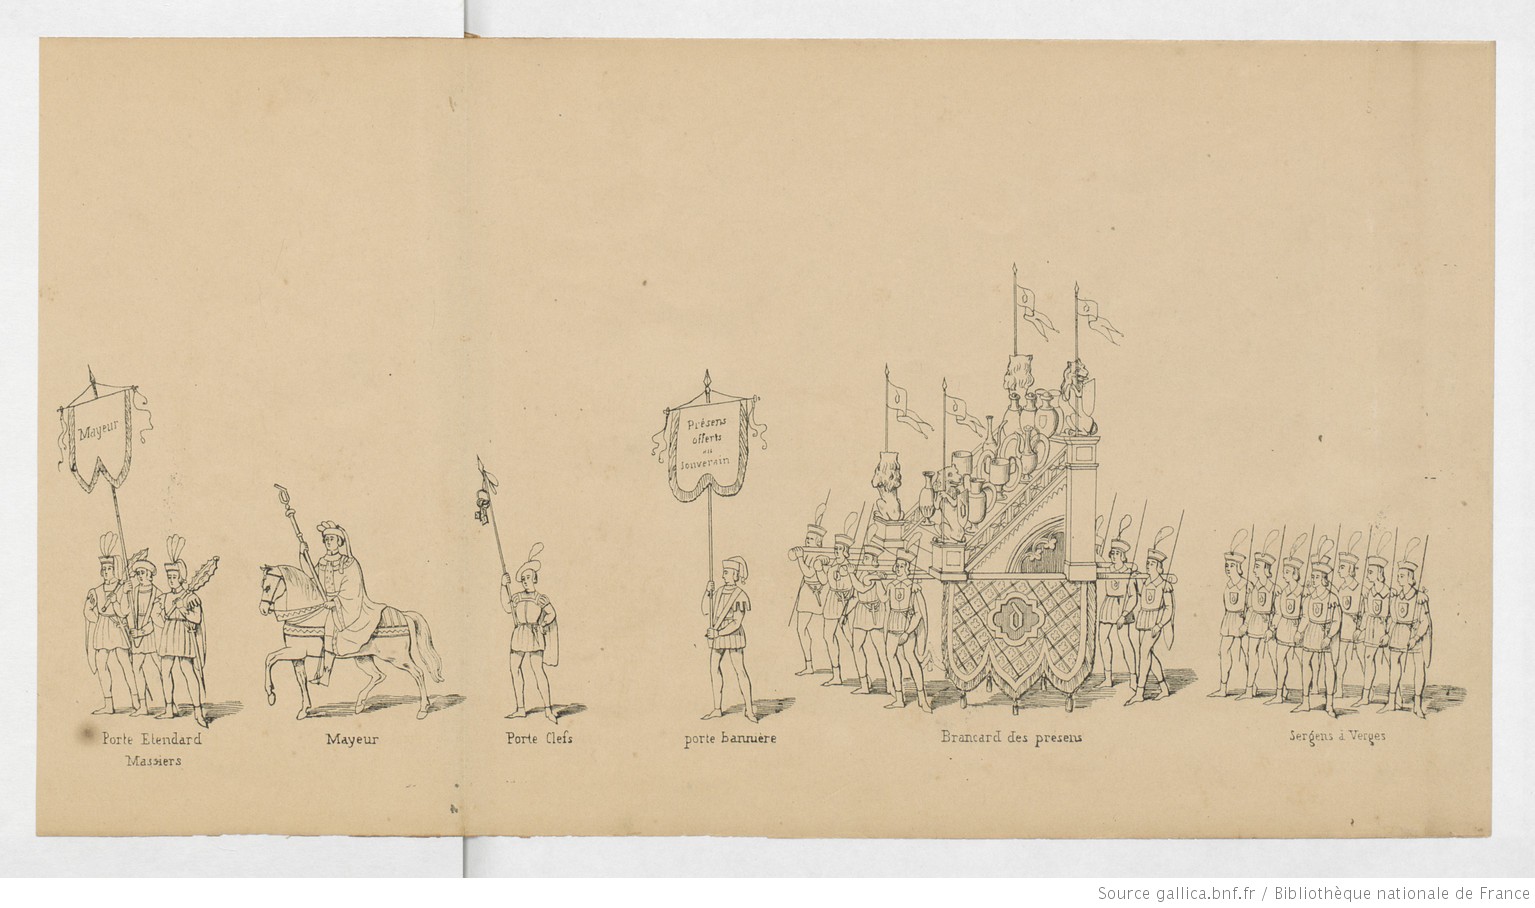 Mayeur
Présens
offerts
au
Souverain
Porte Etendard
Massiers
Mayeur
Porte Clefs
porte bannière
Brancard des presens
Sergens à Verges
Source gallica.bnf.fr / Bibliothèque nationale de France